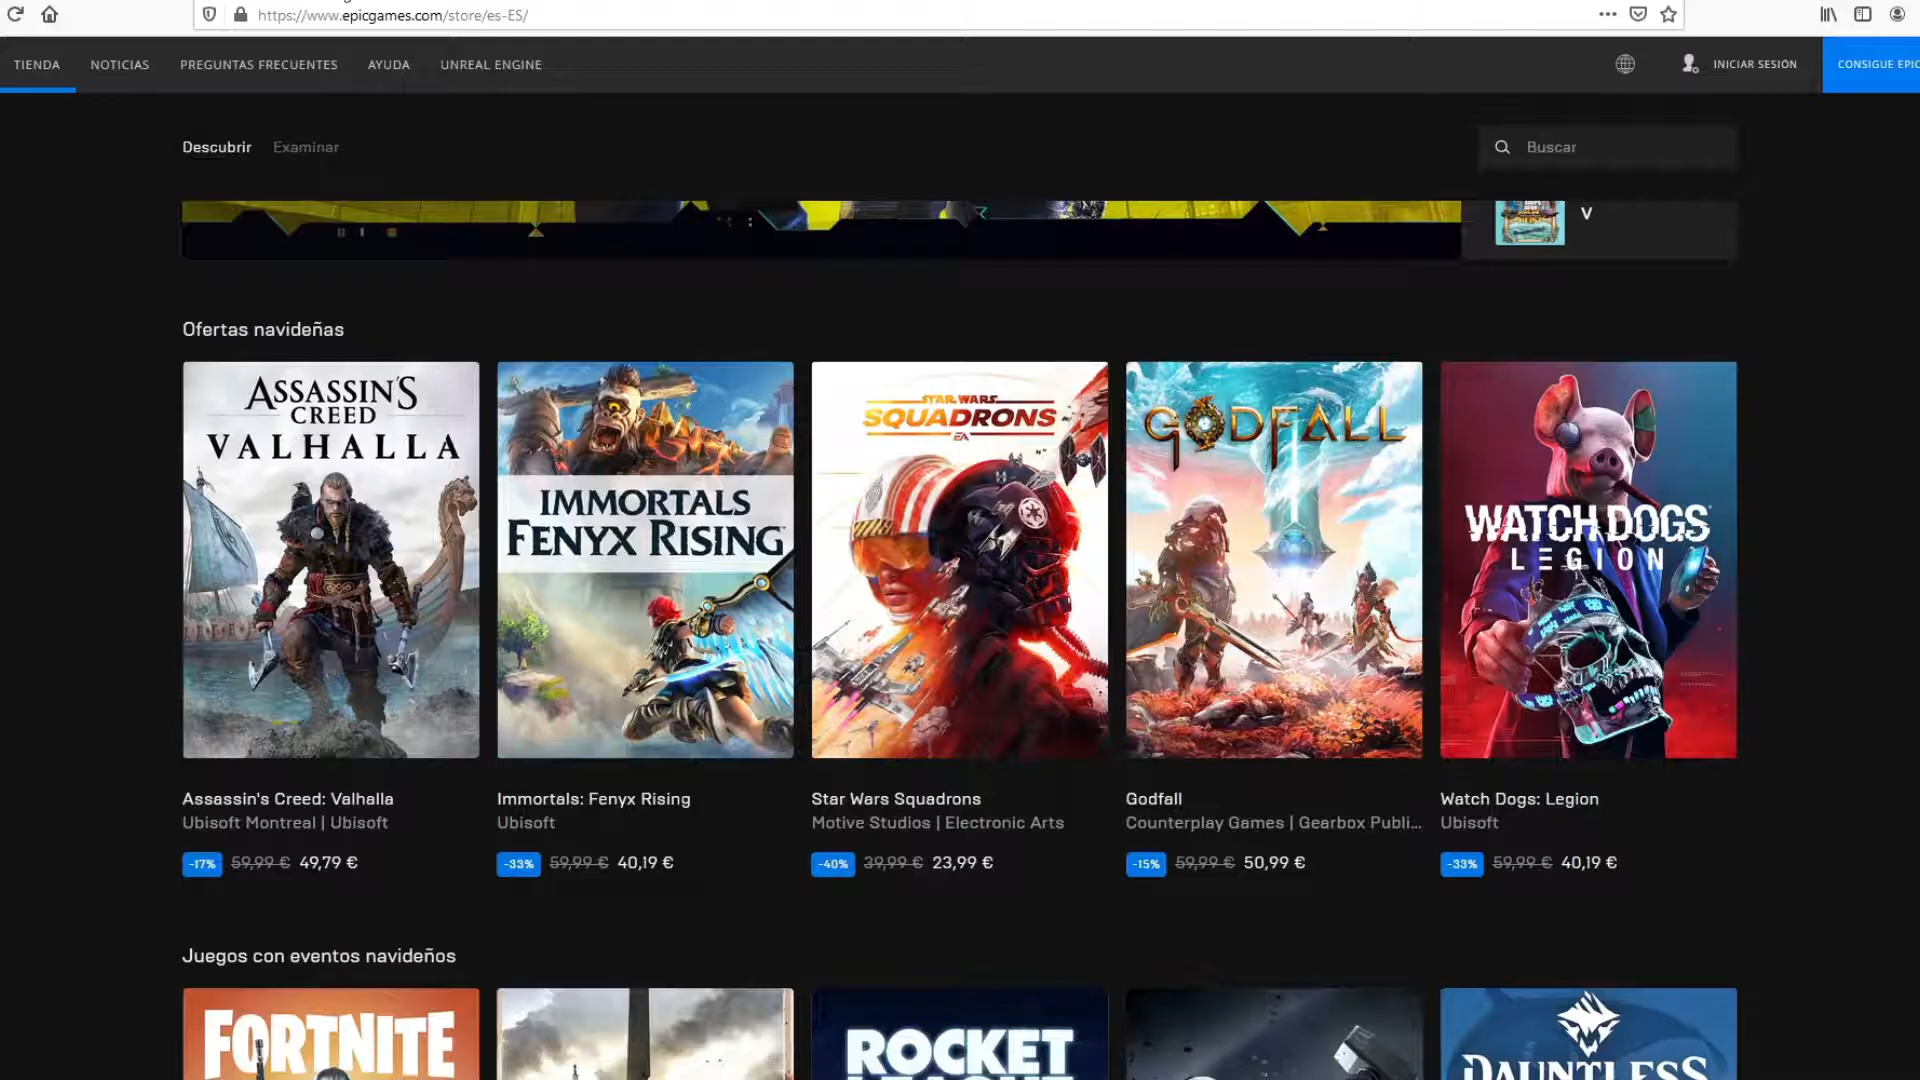 https://www.epicgames.com/store/es-ES/
TIENDA NOTICIAS PREGUNTAS FRECUENTES AYUDA UNREAL ENGINE INICIAR SESIÓN CONSIGUE EPIC
Descubrir Examinar Buscar
V
Ofertas navideñas
ASSASSIN'S
CREED
VALHALLA
IMMORTALS
FENYX RISING
STAR WARS
SQUADRONS
EA
GODFALL
WATCH DOGS
LEGION
Assassin's Creed: Valhalla
Ubisoft Montreal | Ubisoft
-17% 59,99 € 49,79 €
Immortals: Fenyx Rising
Ubisoft
-33% 59,99 € 40,19 €
Star Wars Squadrons
Motive Studios | Electronic Arts
-40% 39,99 € 23,99 €
Godfall
Counterplay Games | Gearbox Publi...
-15% 59,99 € 50,99 €
Watch Dogs: Legion
Ubisoft
-33% 59,99 € 40,19 €
Juegos con eventos navideños
FORTNITE
ROCKET
DAUNTLESS